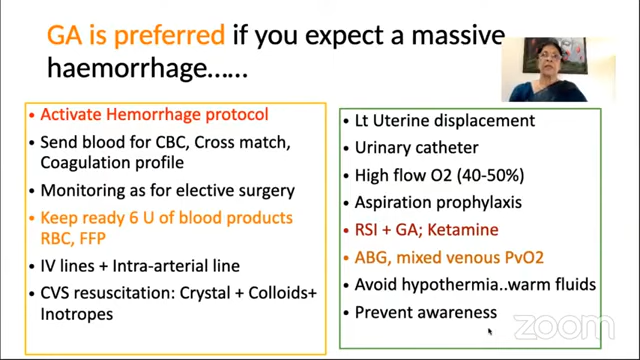 GA is preferred if you expect a massive
haemorrhage......
• Activate Hemorrhage protocol
• Send blood for CBC, Cross match,
Coagulation profile
• Monitoring as for elective surgery
• Keep ready 6 U of blood products
RBC, FFP
• IV lines + Intra-arterial line
• CVS resuscitation: Crystal + Colloids+
Inotropes
• Lt Uterine displacement
• Urinary catheter
• High flow O2 (40-50%)
• Aspiration prophylaxis
• RSI + GA; Ketamine
• ABG, mixed venous PvO2
• Avoid hypothermia..warm fluids
• Prevent awareness
zoom